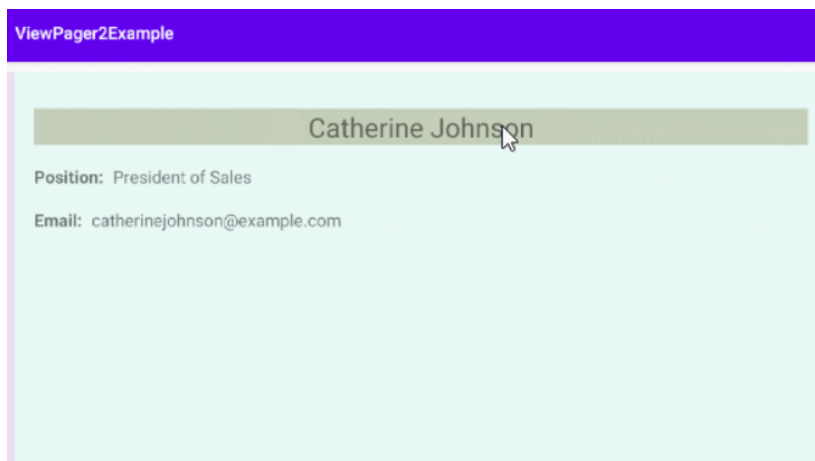 ViewPager2Example
Catherine Johnson
Position: President of Sales
Email: catherinejohnson@example.com